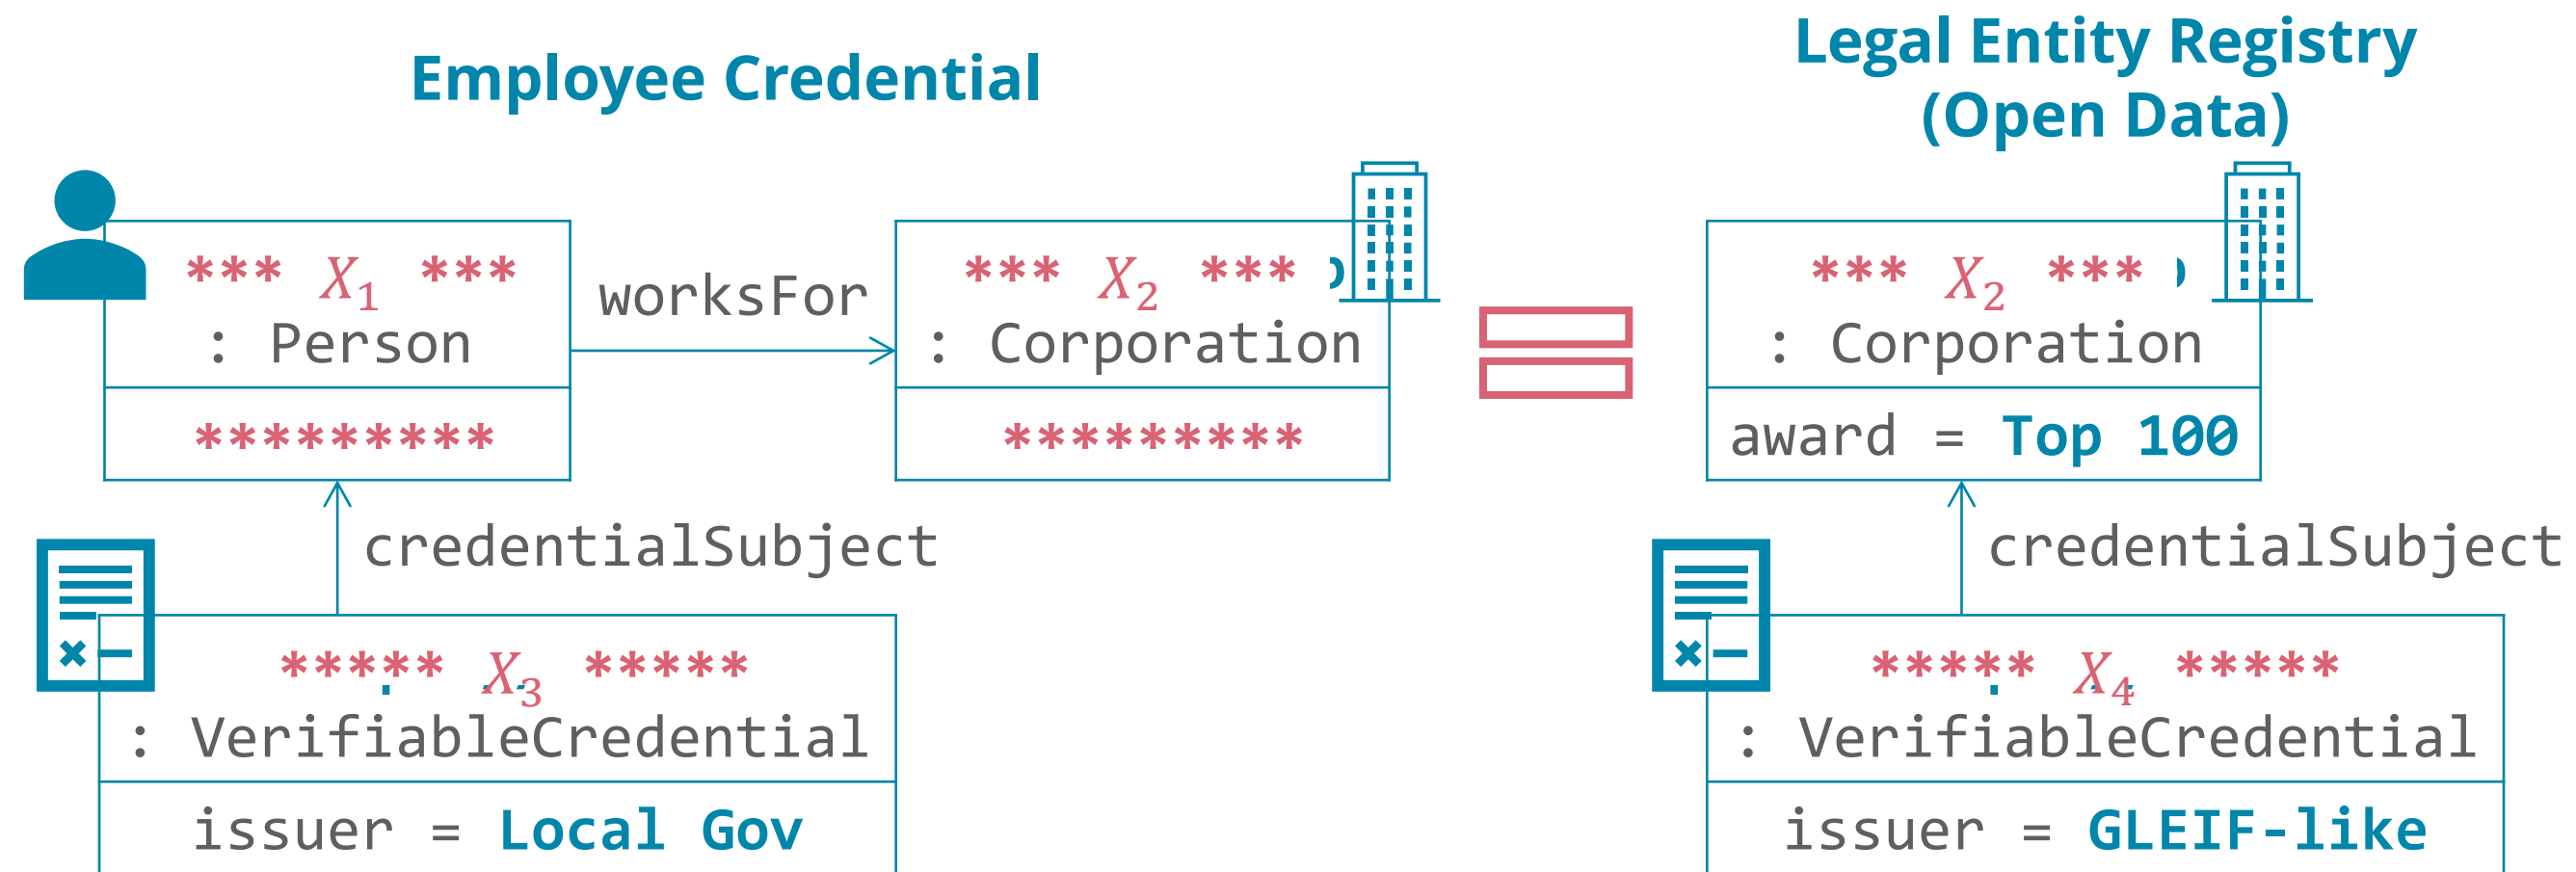 Employee Credential
Legal Entity Registry
(Open Data)
*** X₁ ***
: Person
*********
worksFor
*** X₂ ***
: Corporation
*********
*** X₂ ***
: Corporation
award = Top 100
credentialSubject
credentialSubject
***** X₃ *****
: VerifiableCredential
issuer = Local Gov
***** X₄ *****
: VerifiableCredential
issuer = GLEIF-like